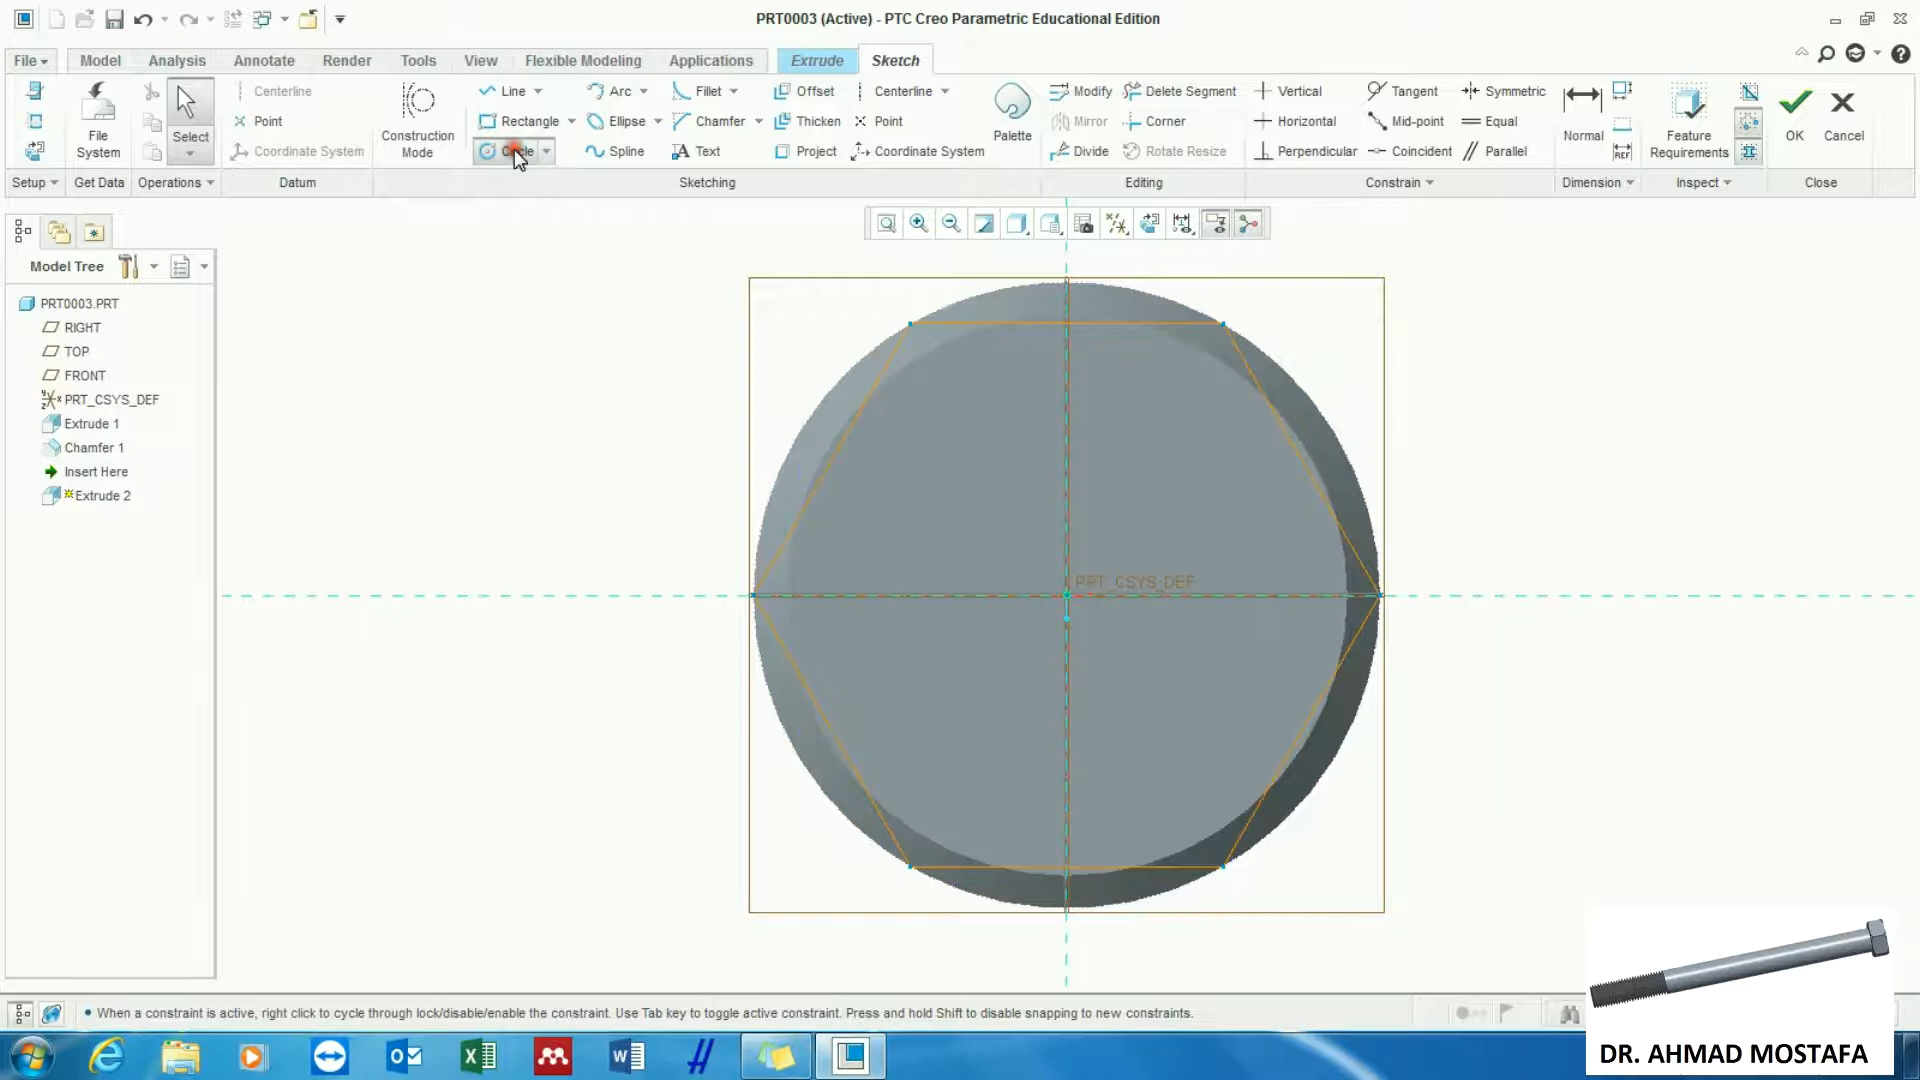 PRT0003 (Active) - PTC Creo Parametric Educational Edition
File Model Analysis Annotate Render Tools View Flexible Modeling Applications Extrude Sketch
Centerline Line Arc Fillet Offset Centerline Modify Delete Segment Vertical Tangent Symmetric
Point Rectangle Ellipse Chamfer Thicken Point Mirror Corner Horizontal Mid-point Equal
Coordinate System Circle Spline Text Project Coordinate System Divide Rotate Resize Perpendicular Coincident Parallel
File System
Select
Construction Mode
Palette
Normal
REF
Feature Requirements
OK
Cancel
Setup Get Data Operations Datum Sketching Editing Constrain Dimension Inspect Close
Model Tree
PRT0003.PRT
RIGHT
TOP
FRONT
PRT_CSYS_DEF
Extrude 1
Chamfer 1
Insert Here
Extrude 2
PRT_CSYS_DEF
• When a constraint is active, right click to cycle through lock/disable/enable the constraint. Use Tab key to toggle active constraint. Press and hold Shift to disable snapping to new constraints.
DR. AHMAD MOSTAFA